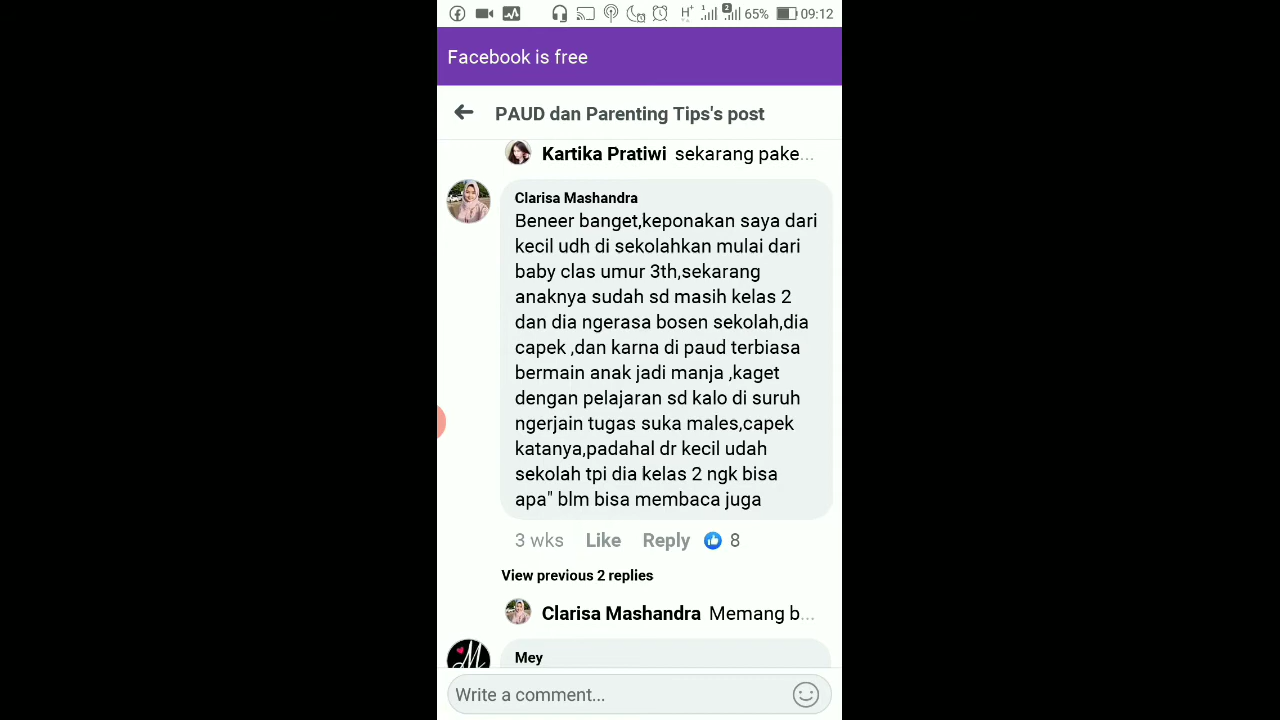 H+ 1 2 65% 09:12
Facebook is free
PAUD dan Parenting Tips's post
Kartika Pratiwi sekarang pake...
Clarisa Mashandra
Beneer banget,keponakan saya dari
kecil udh di sekolahkan mulai dari
baby clas umur 3th,sekarang
anaknya sudah sd masih kelas 2
dan dia ngerasa bosen sekolah,dia
capek ,dan karna di paud terbiasa
bermain anak jadi manja ,kaget
dengan pelajaran sd kalo di suruh
ngerjain tugas suka males,capek
katanya,padahal dr kecil udah
sekolah tpi dia kelas 2 ngk bisa
apa" blm bisa membaca juga
3 wks Like Reply 8
View previous 2 replies
Clarisa Mashandra Memang b...
M
Mey
Write a comment...